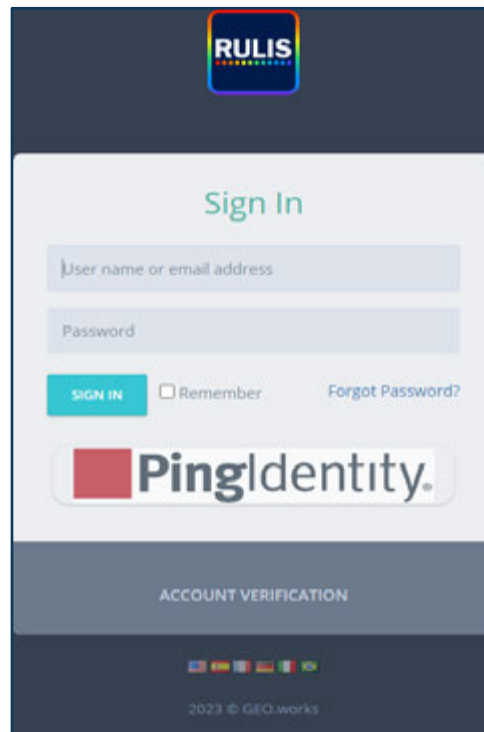 RULIS
Sign In
User name or email address
Password
SIGN IN Remember Forgot Password?
PingIdentity®
ACCOUNT VERIFICATION
2023 © GEO.works